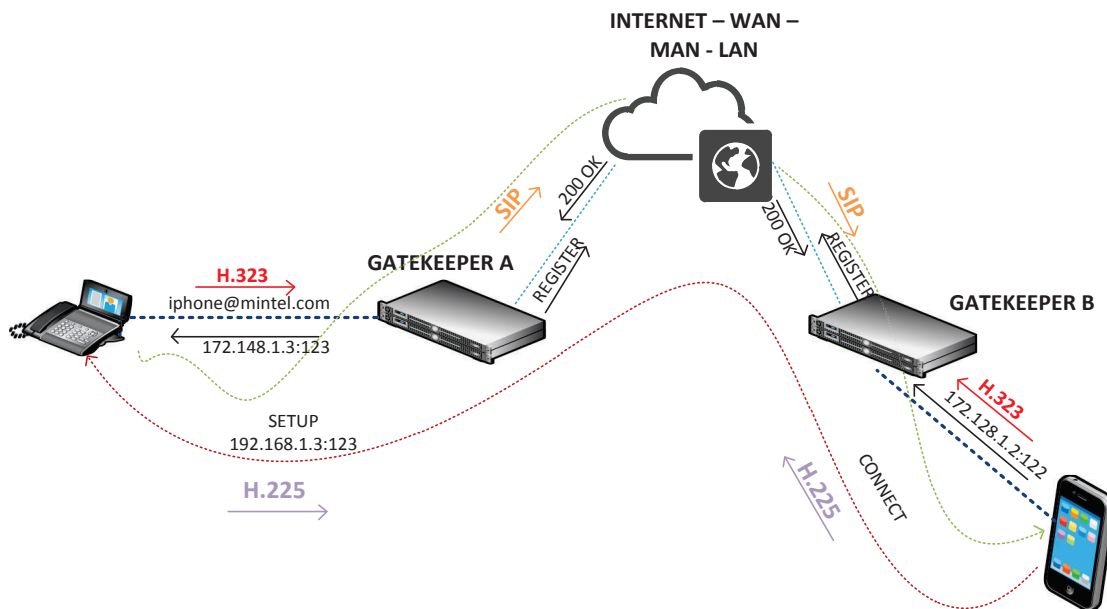 INTERNET – WAN –
MAN - LAN
SIP
200 OK
REGISTER
200 OK
SIP
REGISTER
GATEKEEPER A
H.323
iphone@mintel.com
172.148.1.3:123
GATEKEEPER B
H.323
172.128.1.2:122
SETUP
192.168.1.3:123
H.225
CONNECT
H.225